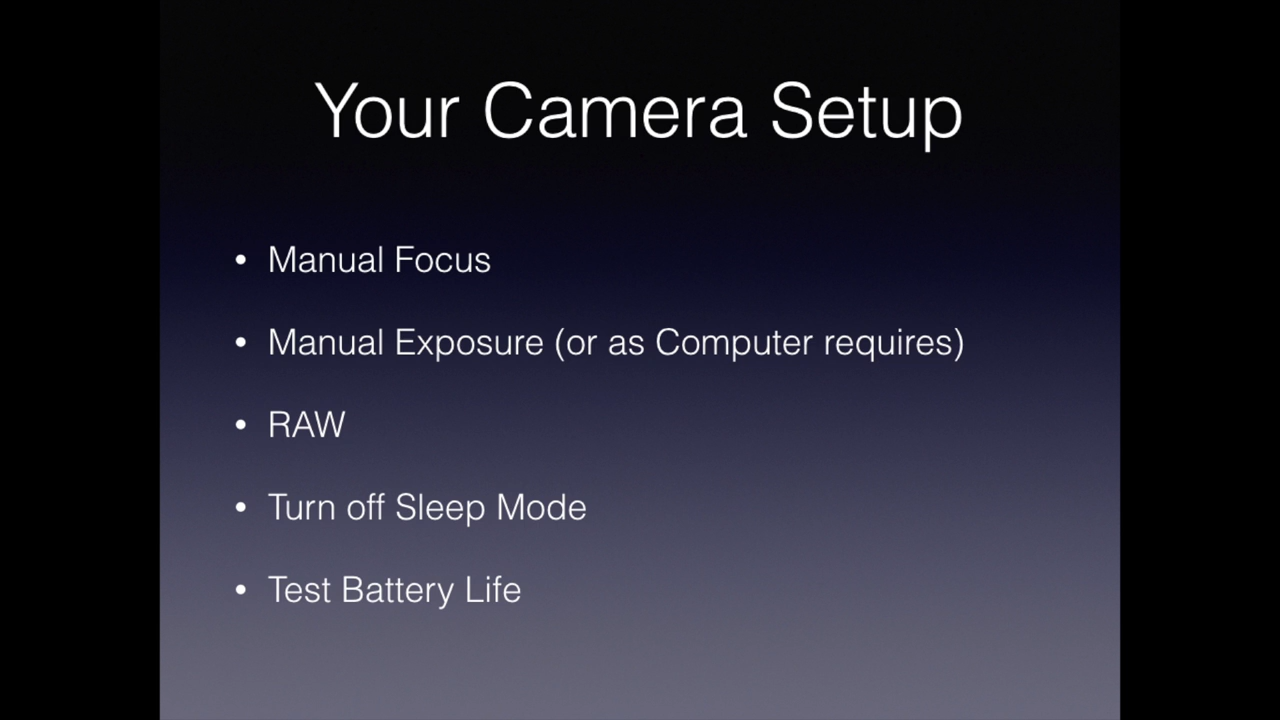 Your Camera Setup
• Manual Focus
• Manual Exposure (or as Computer requires)
• RAW
• Turn off Sleep Mode
• Test Battery Life